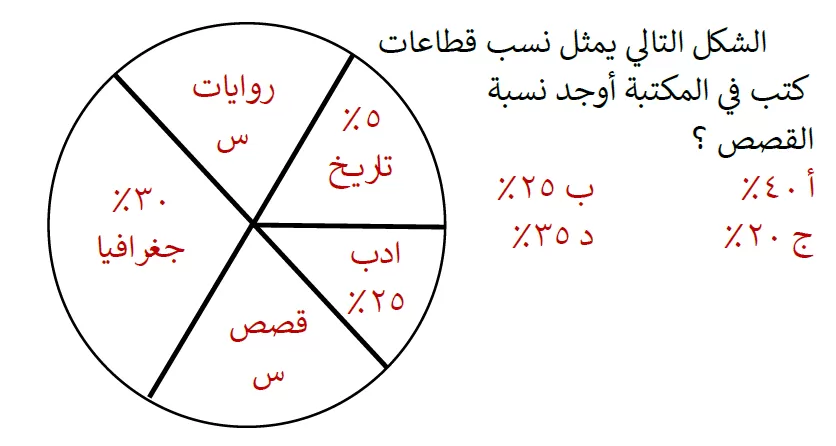 الشكل التالي يمثل نسب قطاعات
كتب في المكتبة أوجد نسبة
القصص ؟
أ ٤٠٪ ب ٢٥٪
ج ٢٠٪ د ٣٥٪
روايات
س
٥٪
تاريخ
٣٠٪
جغرافيا
ادب
٢٥٪
قصص
س